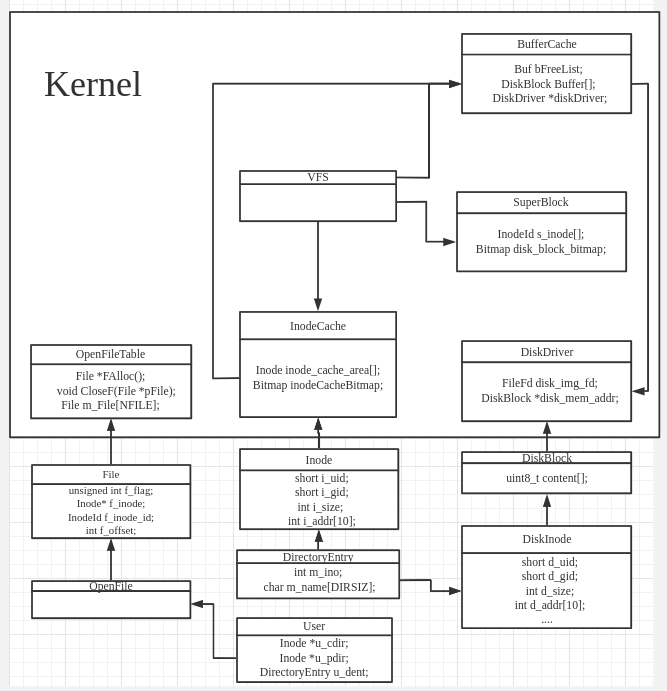 Kernel
BufferCache
Buf bFreeList;
DiskBlock Buffer[];
DiskDriver *diskDriver;
VFS
SuperBlock
InodeId s_inode[];
Bitmap disk_block_bitmap;
InodeCache
Inode inode_cache_area[];
Bitmap inodeCacheBitmap;
OpenFileTable
File *FAlloc();
void CloseF(File *pFile);
File m_File[NFILE];
DiskDriver
FileFd disk_img_fd;
DiskBlock *disk_mem_addr;
File
unsigned int f_flag;
Inode* f_inode;
InodeId f_inode_id;
int f_offset;
Inode
short i_uid;
short i_gid;
int i_size;
int i_addr[10];
DiskBlock
uint8_t content[];
DiskInode
short d_uid;
short d_gid;
int d_size;
int d_addr[10];
....
DirectoryEntry
int m_ino;
char m_name[DIRSIZ];
OpenFile
User
Inode *u_cdir;
Inode *u_pdir;
DirectoryEntry u_dent;